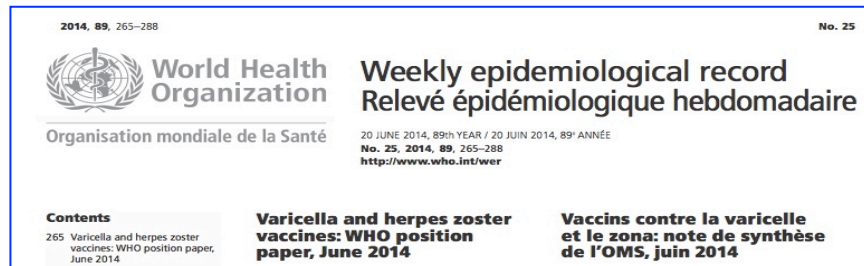 2014, 89, 265–288
No. 25
World Health
Organization
Organisation mondiale de la Santé
Weekly epidemiological record
Relevé épidémiologique hebdomadaire
20 JUNE 2014, 89th YEAR / 20 JUIN 2014, 89e ANNÉE
No. 25, 2014, 89, 265–288
http://www.who.int/wer
Contents
265 Varicella and herpes zoster
vaccines: WHO position paper,
June 2014
Varicella and herpes zoster
vaccines: WHO position
paper, June 2014
Vaccins contre la varicelle
et le zona: note de synthèse
de l’OMS, juin 2014